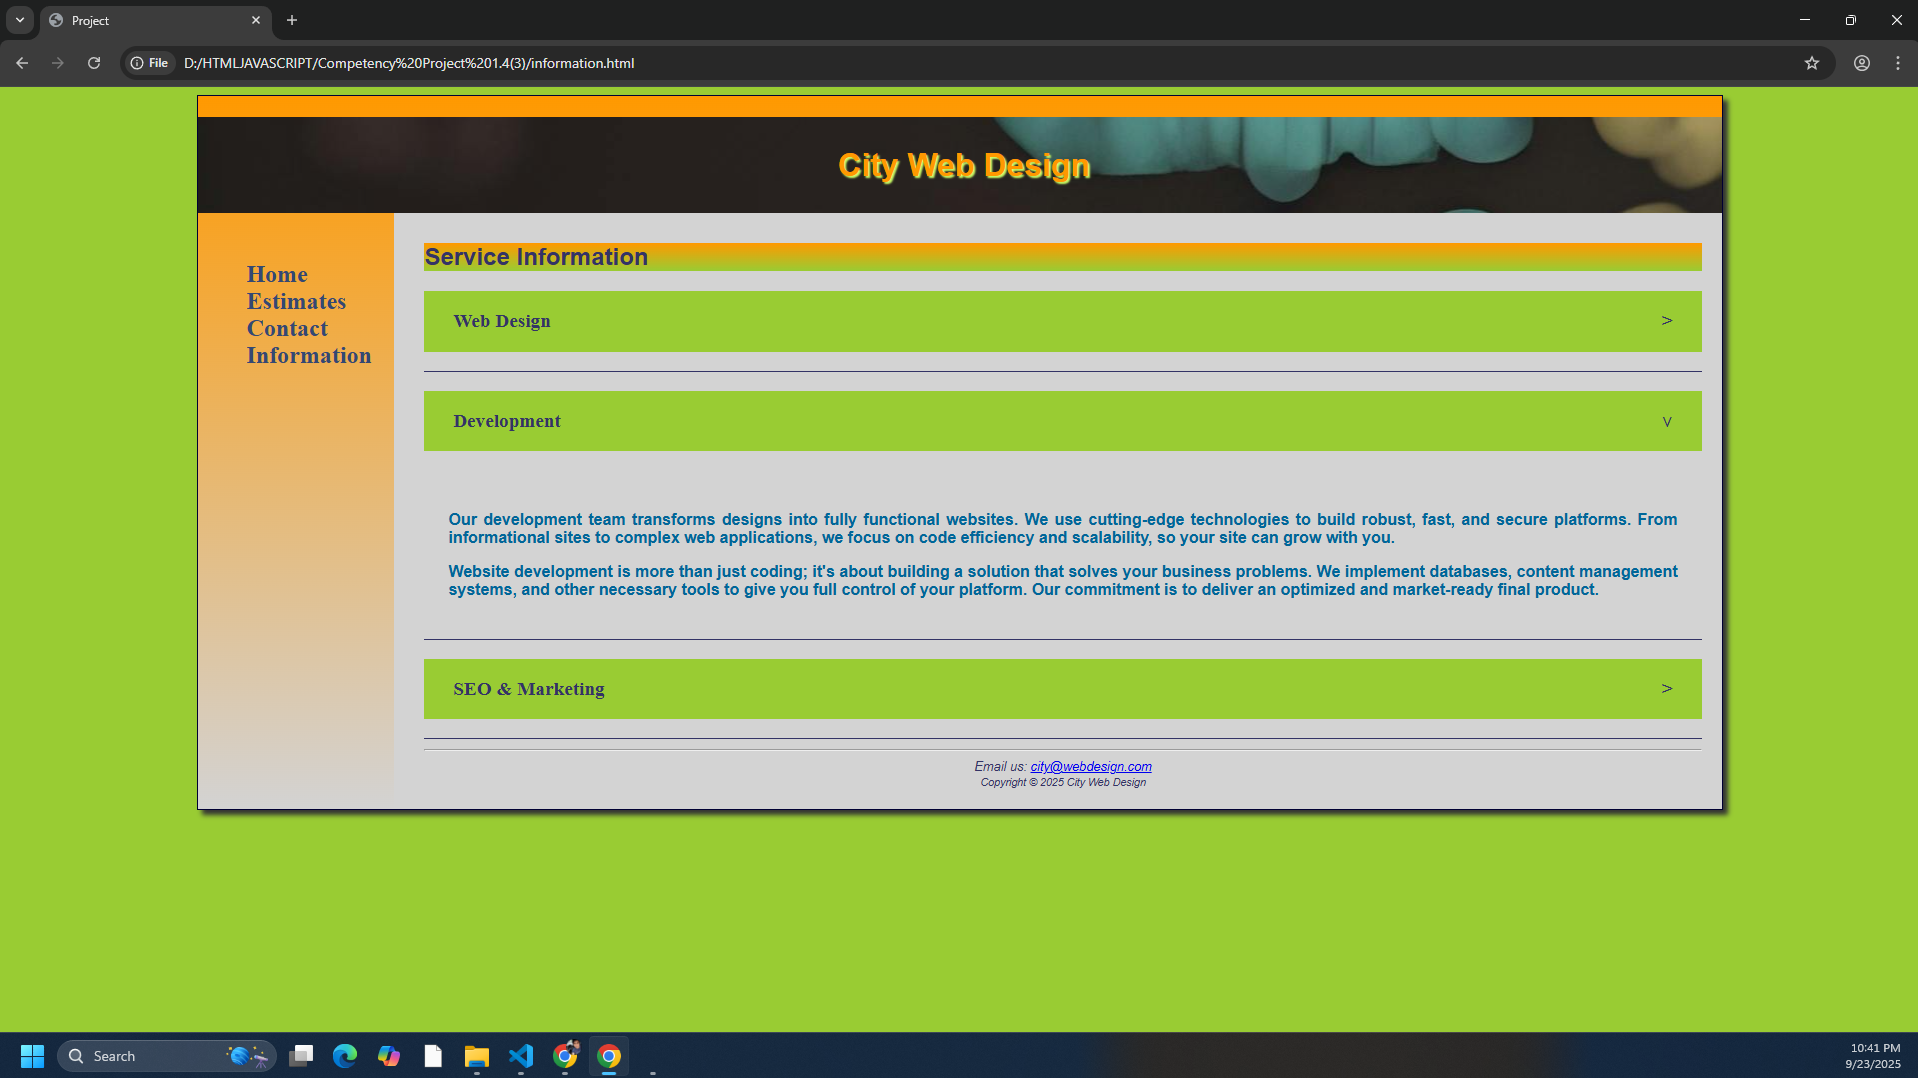 Project
File
D:/HTMLJAVASCRIPT/Competency%20Project%201.4(3)/information.html
City Web Design
Home
Estimates
Contact
Information
Service Information
Web Design >
Development v
Our development team transforms designs into fully functional websites. We use cutting-edge technologies to build robust, fast, and secure platforms. From
informational sites to complex web applications, we focus on code efficiency and scalability, so your site can grow with you.
Website development is more than just coding; it's about building a solution that solves your business problems. We implement databases, content management
systems, and other necessary tools to give you full control of your platform. Our commitment is to deliver an optimized and market-ready final product.
SEO & Marketing >
Email us: city@webdesign.com
Copyright © 2025 City Web Design
Search
10:41 PM
9/23/2025